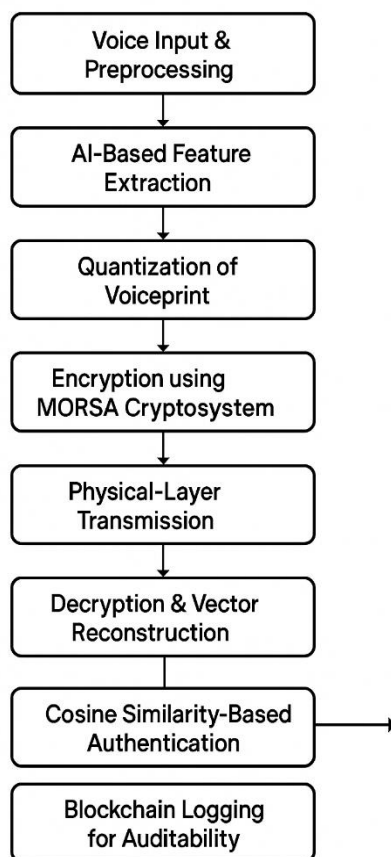 Voice Input &
Preprocessing
AI-Based Feature
Extraction
Quantization of
Voiceprint
Encryption using
MORSA Cryptosystem
Physical-Layer
Transmission
Decryption & Vector
Reconstruction
Cosine Similarity-Based
Authentication
Blockchain Logging
for Auditability